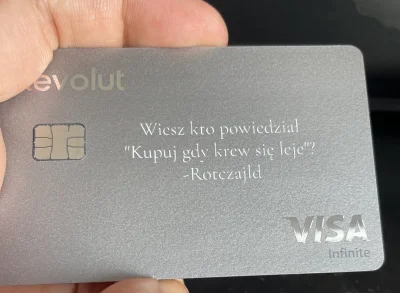 evolut
Wiesz kto powiedział
"Kupuj gdy krew się leje"?
-Rotczajld
VISA
Infinite